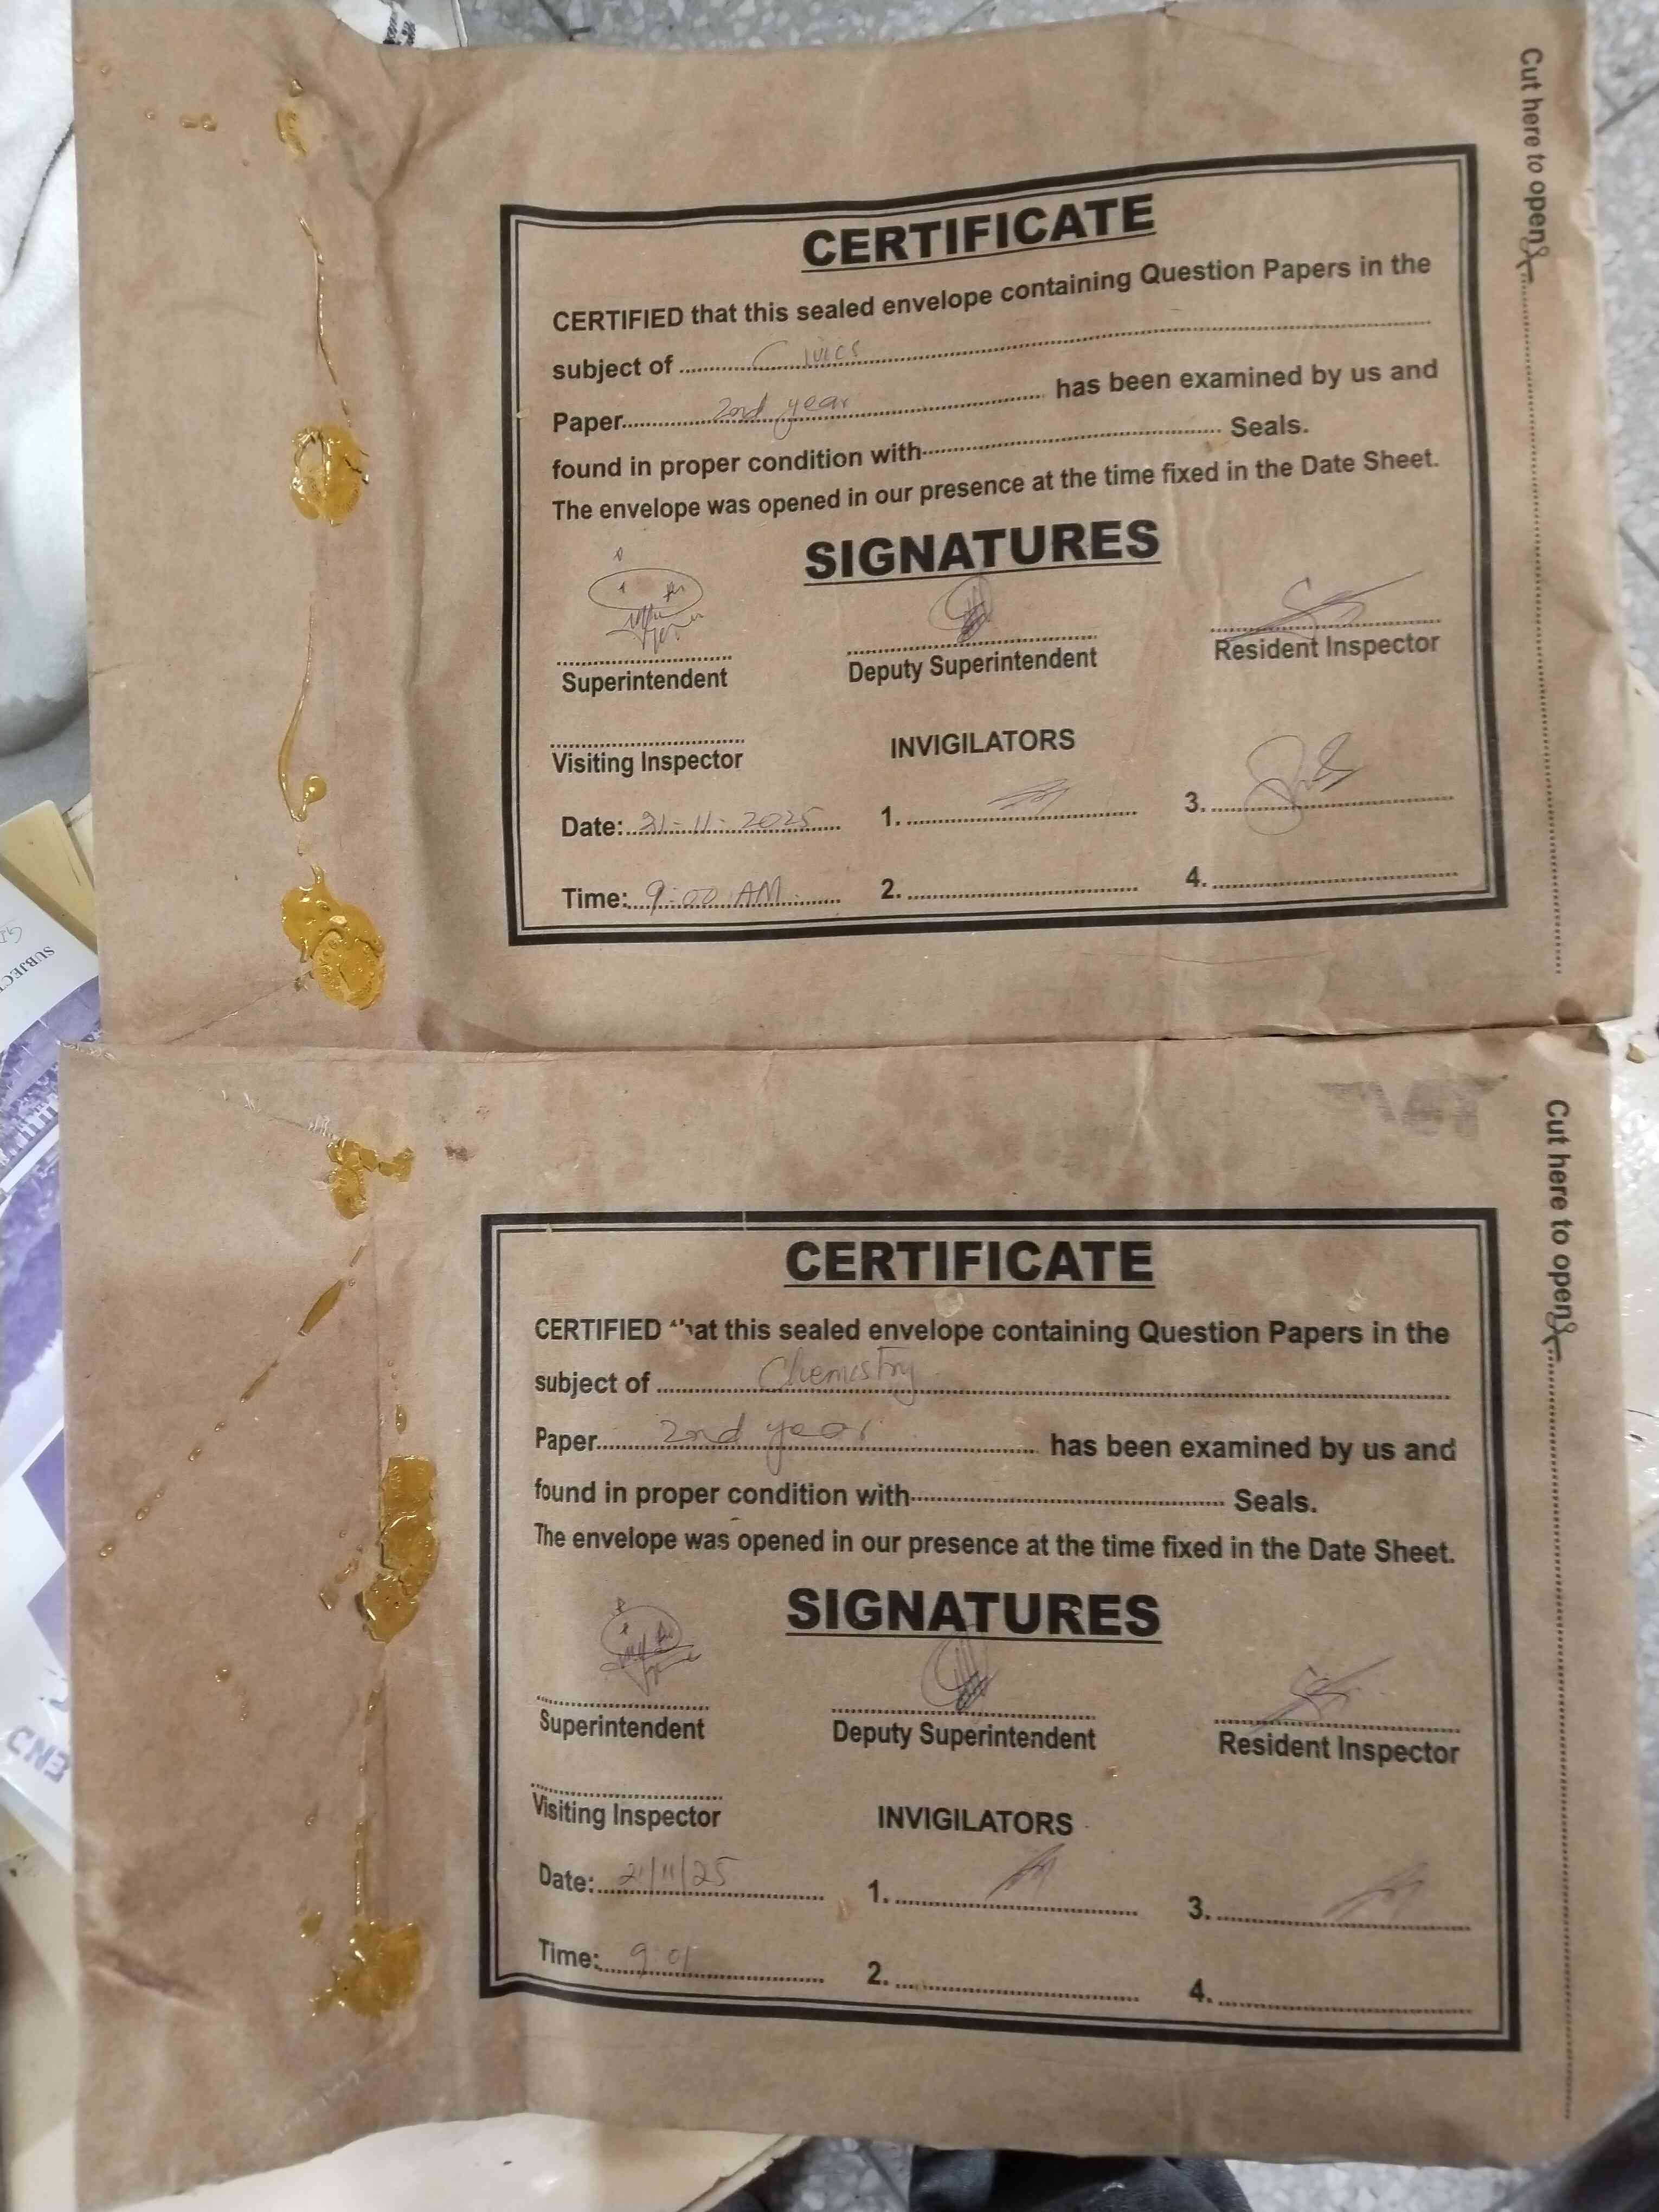 Cut here to open
CERTIFICATE
CERTIFIED that this sealed envelope containing Question Papers in the
subject of Civics
Paper 2nd year has been examined by us and
found in proper condition with Seals.
The envelope was opened in our presence at the time fixed in the Date Sheet.
SIGNATURES
Superintendent Deputy Superintendent Resident Inspector
Visiting Inspector INVIGILATORS
Date: 21-11-2025 1. 3.
Time: 9:00 AM 2. 4.
SUBJECT
Cut here to open
CERTIFICATE
CERTIFIED that this sealed envelope containing Question Papers in the
subject of Chemistry
Paper 2nd year has been examined by us and
found in proper condition with Seals.
The envelope was opened in our presence at the time fixed in the Date Sheet.
SIGNATURES
Superintendent Deputy Superintendent Resident Inspector
Visiting Inspector INVIGILATORS
Date: 21/11/25 1. 3.
Time: 9:01 2. 4.